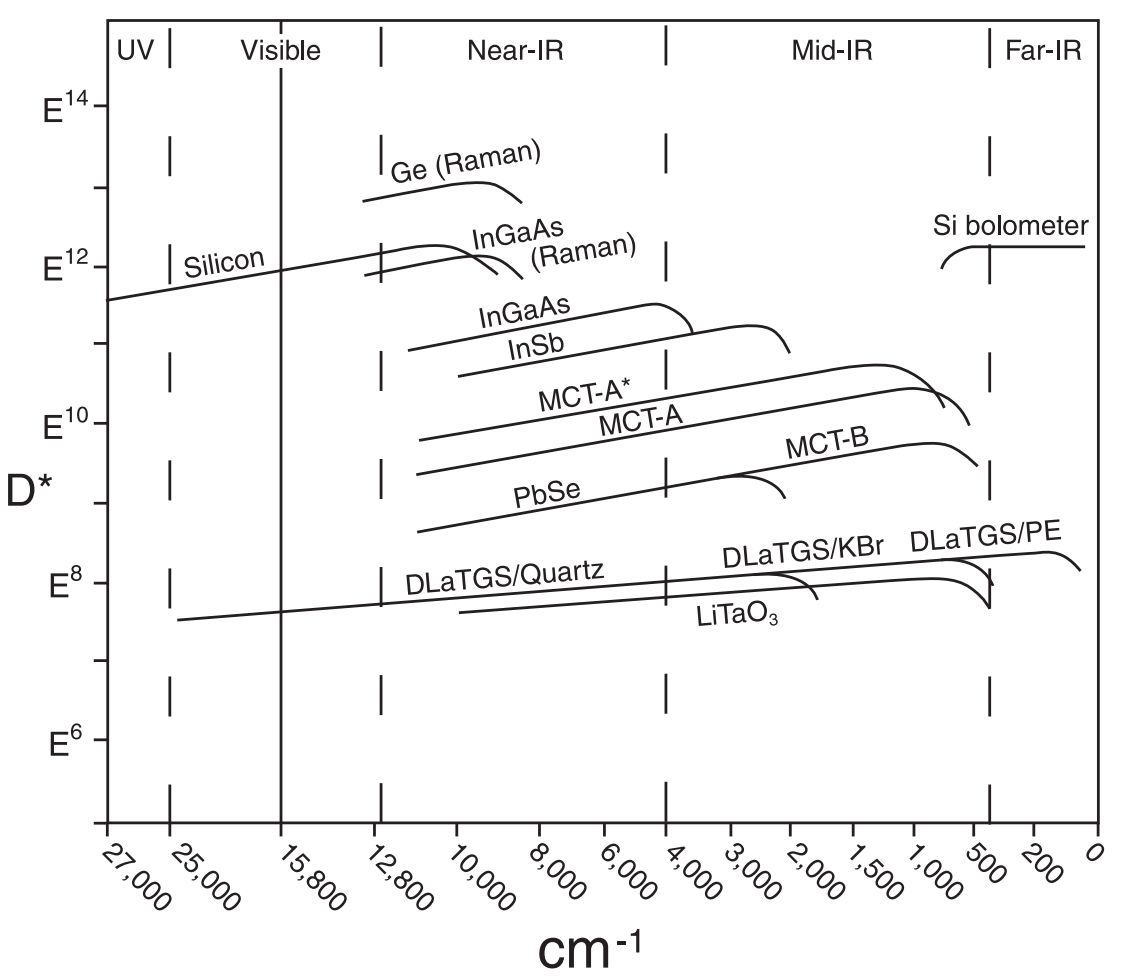 UV Visible Near-IR Mid-IR Far-IR
E14
Ge (Raman)
Si bolometer
InGaAs
(Raman)
Silicon
E12
InGaAs
InSb
MCT-A*
MCT-A
E10
MCT-B
D*
PbSe
DLaTGS/PE
DLaTGS/KBr
DLaTGS/Quartz
E8
LiTaO3
E6
27,000 25,000 15,800 12,800 10,000 8,000 6,000 4,000 3,000 2,000 1,500 1,000 500 200 0
cm-1